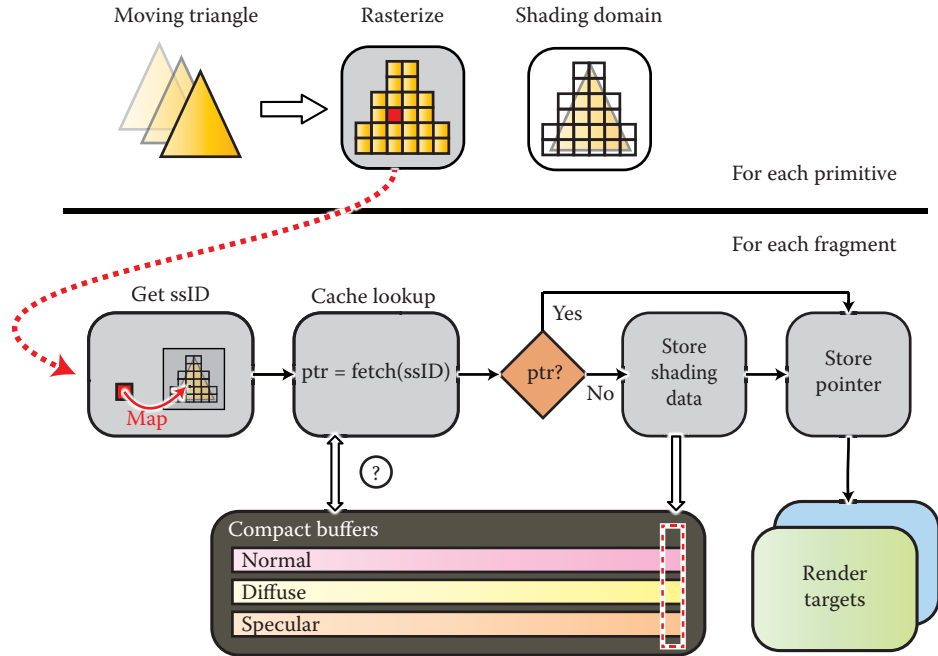 Moving triangle
Rasterize
Shading domain
For each primitive
For each fragment
Get ssID
Cache lookup
Yes
Map
ptr = fetch(ssID)
ptr?
No
Store
shading
data
Store
pointer
?
Compact buffers
Normal
Diffuse
Specular
Render
targets